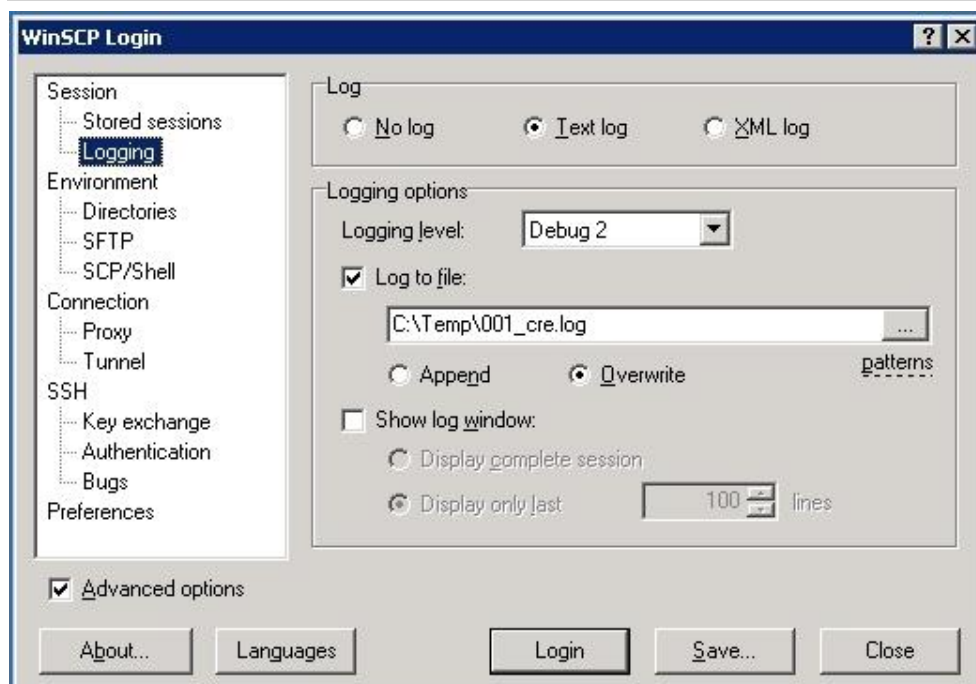 WinSCP Login
Session
Stored sessions
Logging
Environment
Directories
SFTP
SCP/Shell
Connection
Proxy
Tunnel
SSH
Key exchange
Authentication
Bugs
Preferences
Log
No log Text log XML log
Logging options
Logging level: Debug 2
Log to file:
C:\Temp\001_cre.log ...
Append Overwrite patterns
Show log window:
Display complete session
Display only last 100 lines
Advanced options
About... Languages Login Save... Close